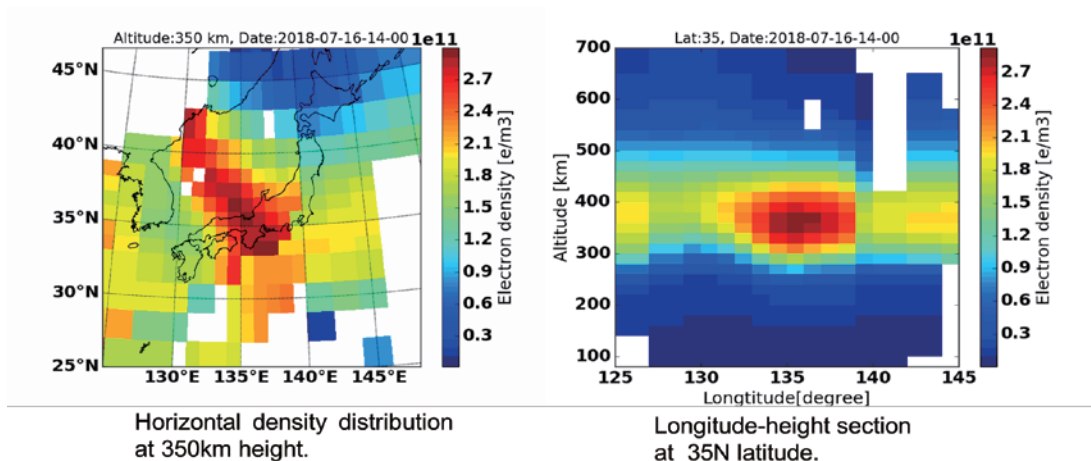 Altitude:350 km, Date:2018-07-16-14-00
1e11
45°N
40°N
35°N
30°N
25°N
130°E
135°E
140°E
145°E
2.7
2.4
2.1
1.8
1.5
1.2
0.9
0.6
0.3
Electron density [e/m3]
Lat:35, Date:2018-07-16-14-00
1e11
700
600
500
400
300
200
100
Altitude [km]
125
130
135
140
145
Longtitude[degree]
2.7
2.4
2.1
1.8
1.5
1.2
0.9
0.6
0.3
Electron density [e/m3]
Horizontal density distribution
at 350km height.
Longitude-height section
at 35N latitude.